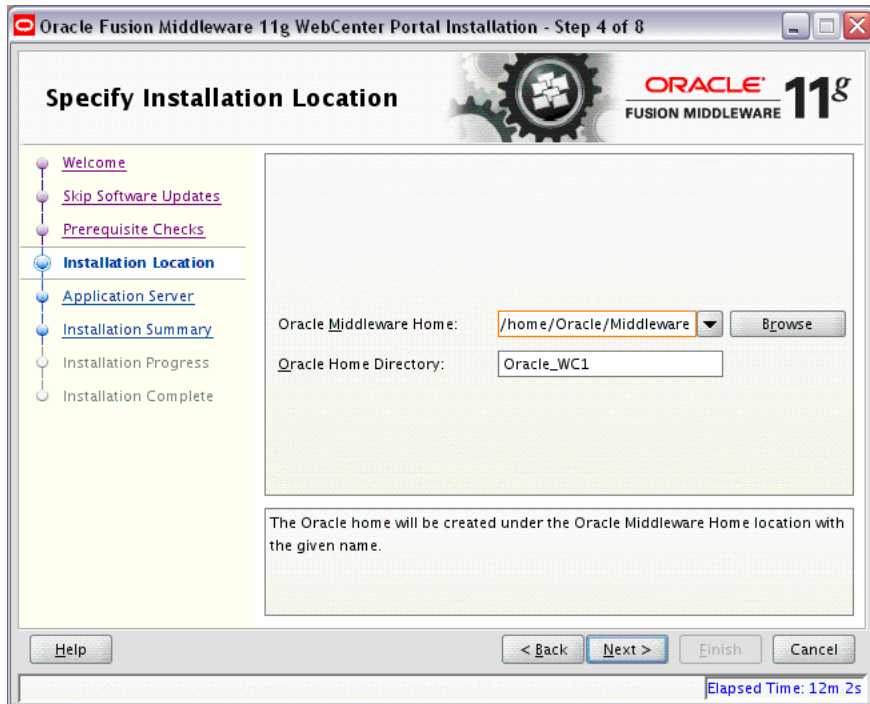 Oracle Fusion Middleware 11g WebCenter Portal Installation - Step 4 of 8
Specify Installation Location
ORACLE
FUSION MIDDLEWARE 11g
Welcome
Skip Software Updates
Prerequisite Checks
Installation Location
Application Server
Installation Summary
Installation Progress
Installation Complete
Oracle Middleware Home: /home/Oracle/Middleware Browse
Oracle Home Directory: Oracle_WC1
The Oracle home will be created under the Oracle Middleware Home location with
the given name.
Help < Back Next > Finish Cancel
Elapsed Time: 12m 2s